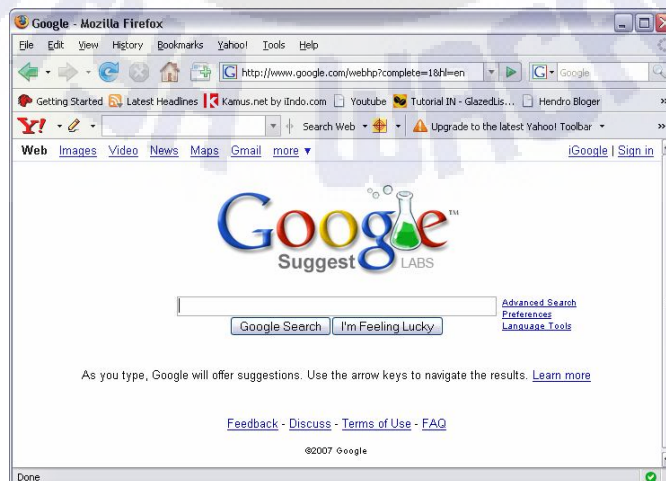 Google - Mozilla Firefox
File Edit View History Bookmarks Yahoo! Tools Help
G http://www.google.com/webhp?complete=1&hl=en G Google
Getting Started Latest Headlines Kamus.net by iIndo.com Youtube Tutorial IN - GlazedLis... Hendro Bloger »
Y! Search Web Upgrade to the latest Yahoo! Toolbar »
Web Images Video News Maps Gmail more ▼ iGoogle | Sign in
Google™
Suggest LABS
Advanced Search
Preferences
Language Tools
Google Search I'm Feeling Lucky
As you type, Google will offer suggestions. Use the arrow keys to navigate the results. Learn more
Feedback - Discuss - Terms of Use - FAQ
©2007 Google
Done